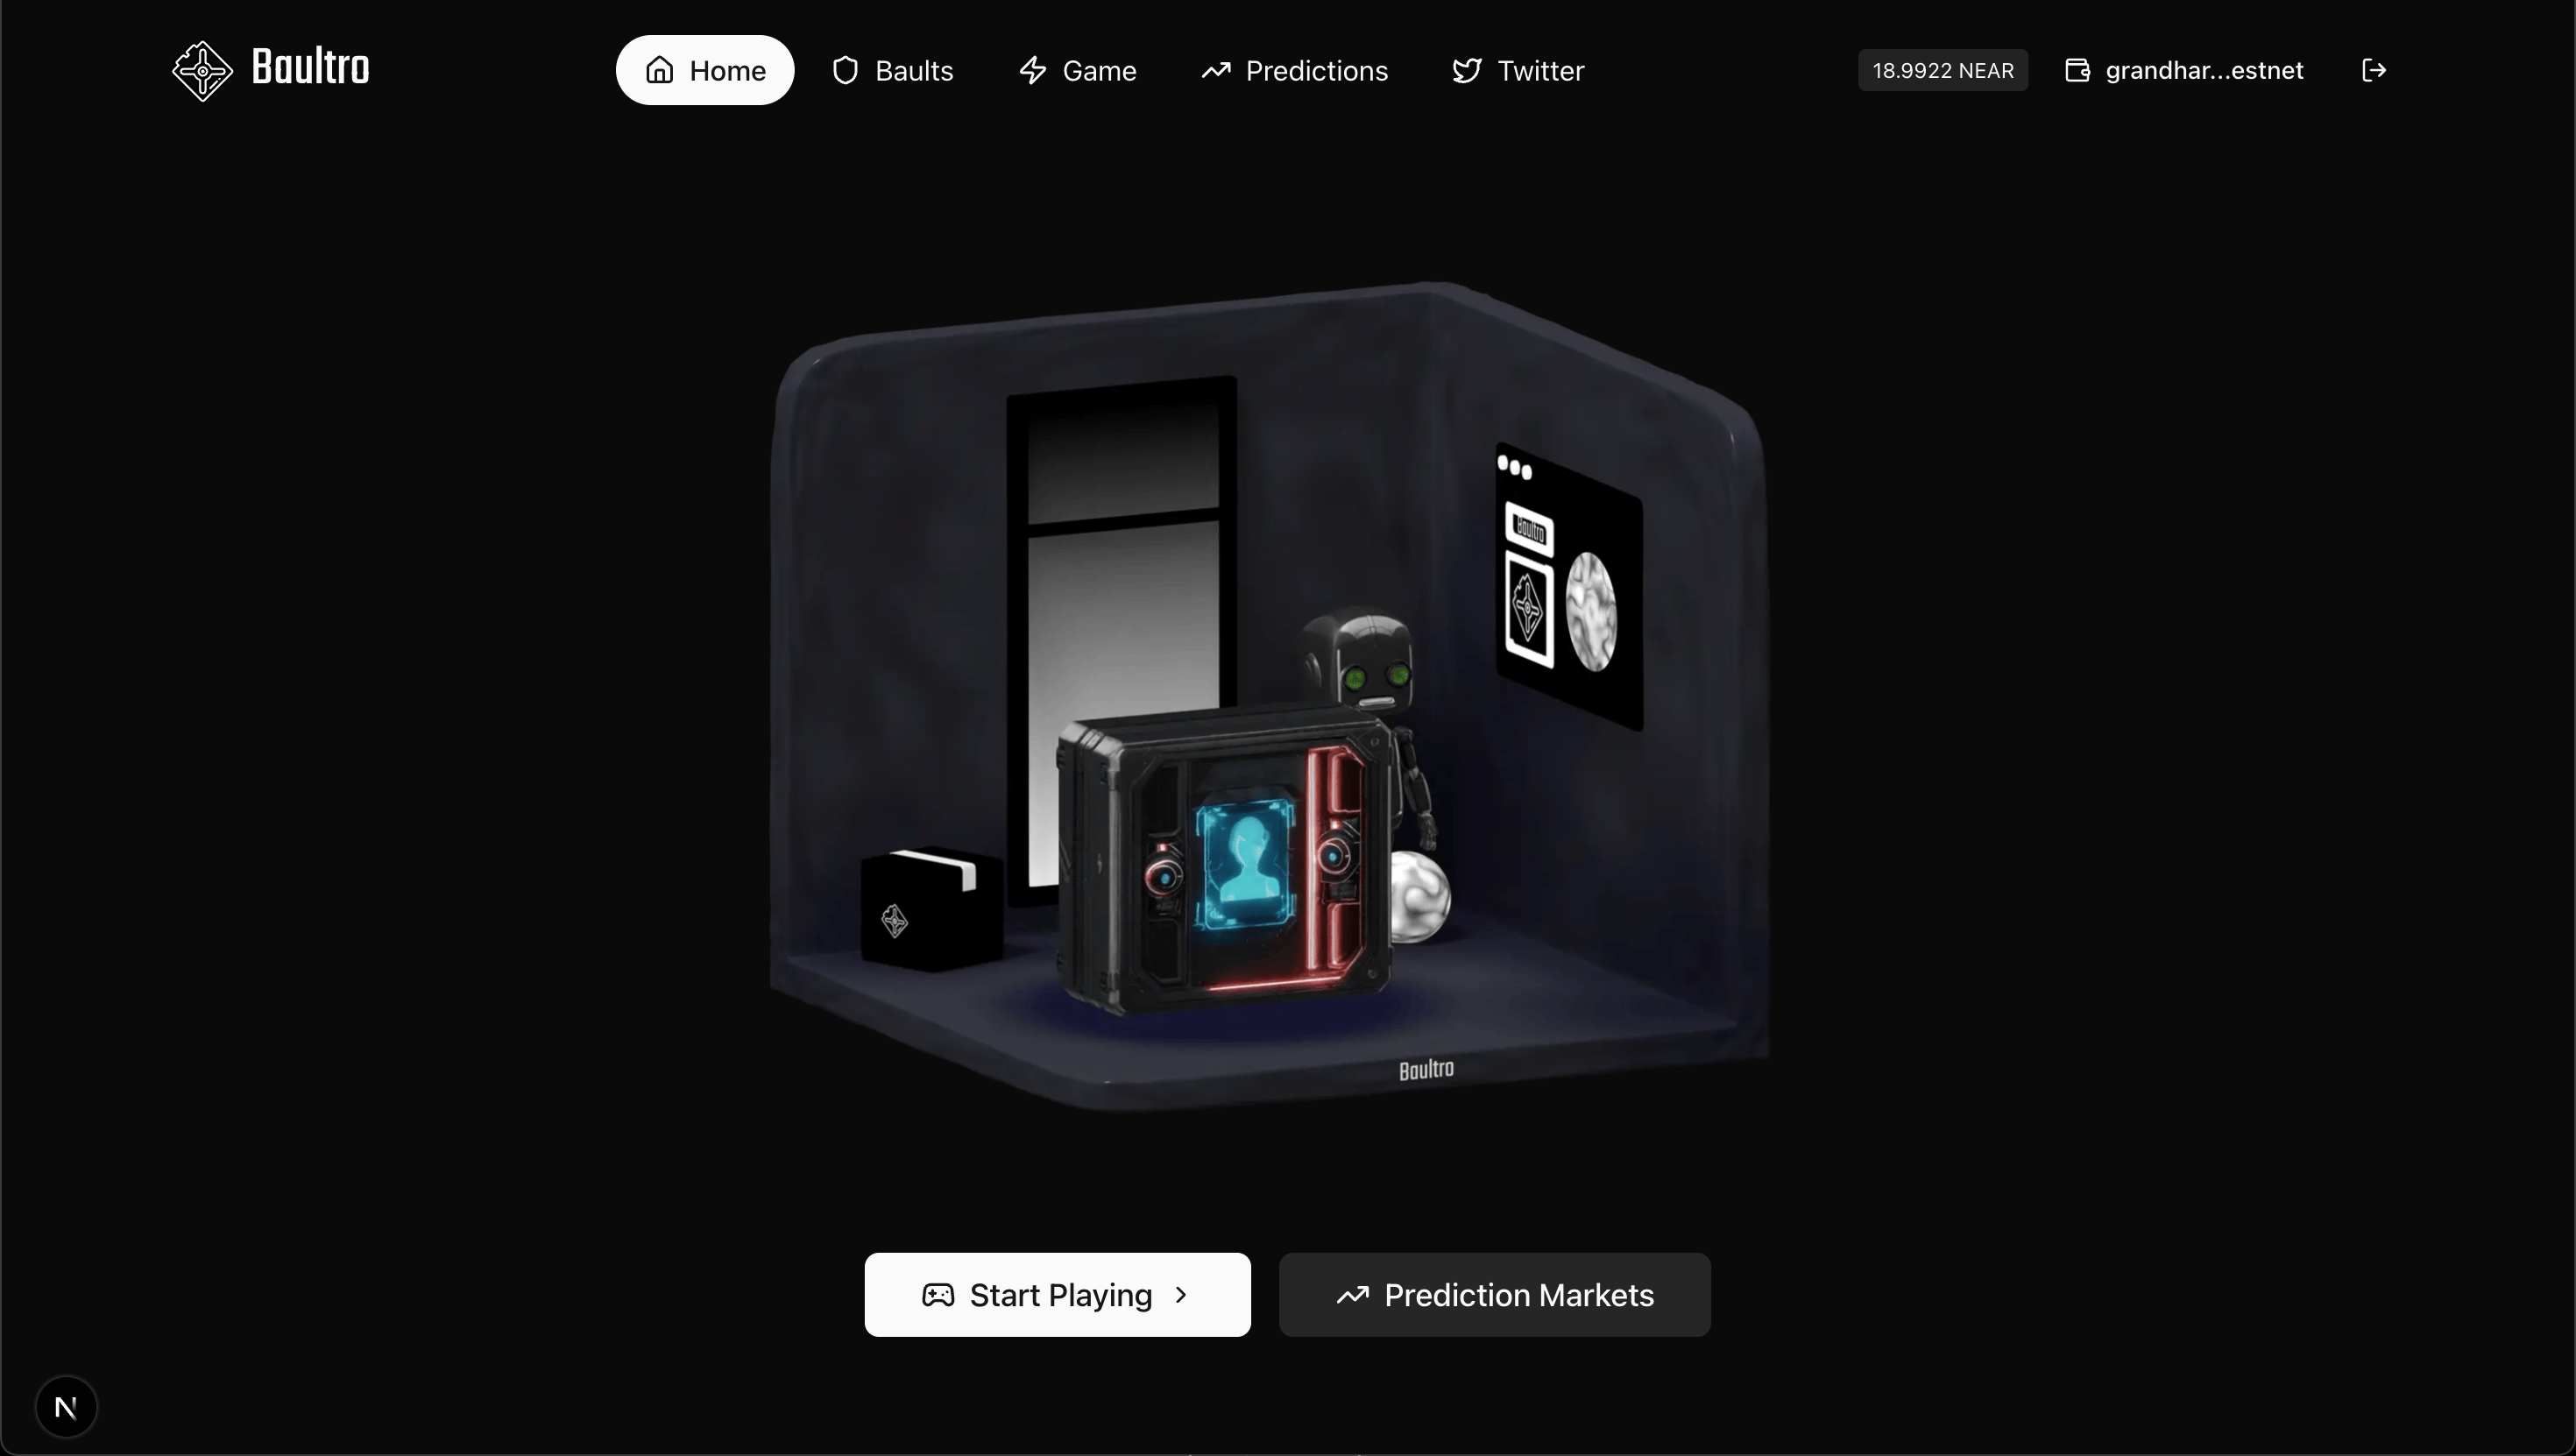 Baultro
Home
Baults
Game
Predictions
Twitter
18.9922 NEAR
grandhar...estnet
Baultro
Baultro
Start Playing
Prediction Markets
N